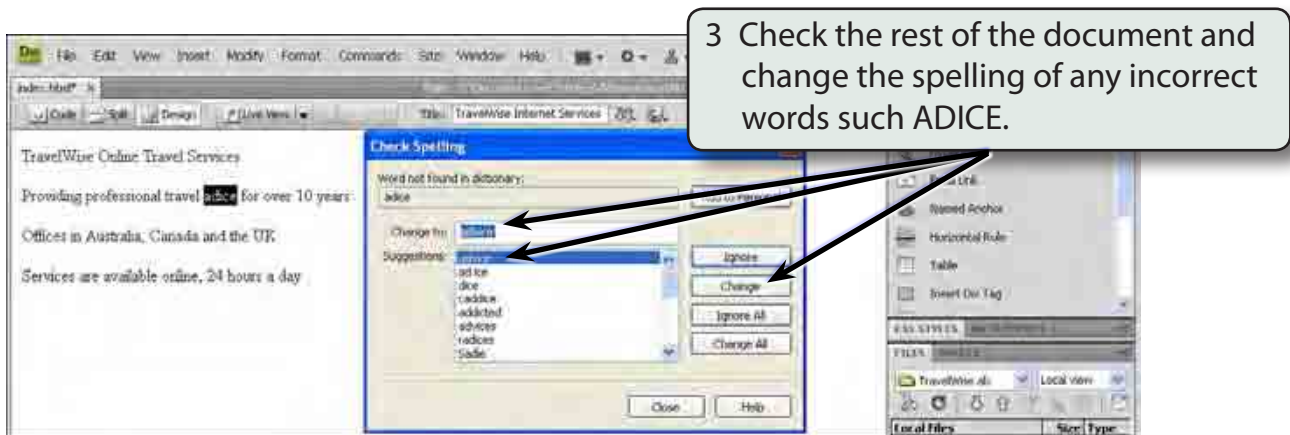 3 Check the rest of the document and
change the spelling of any incorrect
words such ADICE.
Dw File Edit View Insert Modify Format Commands Site Window Help
Code Split Design Live View Title: TravelWise Internet Services
TravelWise Online Travel Services
Providing professional travel adice for over 10 years
Offices in Australia, Canada and the UK
Services are available online, 24 hours a day
Check Spelling
Word not found in dictionary:
adice
Change to:
Suggestions:
ad ice
dice
caddice
addicted
advices
radices
Sadie
Ignore
Change
Ignore All
Change All
Close Help
Named Anchor
Horizontal Rule
Table
Insert Div Tag
CSS STYLES
FILES
Local view
Local Files Size Type